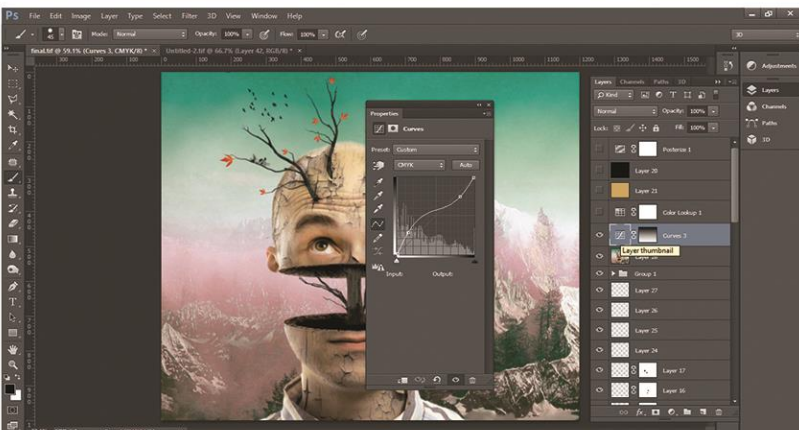 Ps File Edit Image Layer Type Select Filter 3D View Window Help
Mode: Normal Opacity: 100% Flow: 100% 3D
final.tif @ 59.1% (Curves 3, CMYK/8) * × Untitled-2.tif @ 66.7% (Layer 42, RGB/8) * ×
Properties
Curves
Preset: Custom
CMYK Auto
Input: Output:
Layers Channels Paths 3D
Kind
Normal Opacity: 100%
Lock: Fill: 100%
Posterize 1
Layer 20
Layer 21
Color Lookup 1
Curves 3
Layer thumbnail
Group 1
Layer 27
Layer 26
Layer 25
Layer 24
Layer 17
Layer 16
fx
Adjustments
Layers
Channels
Paths
3D